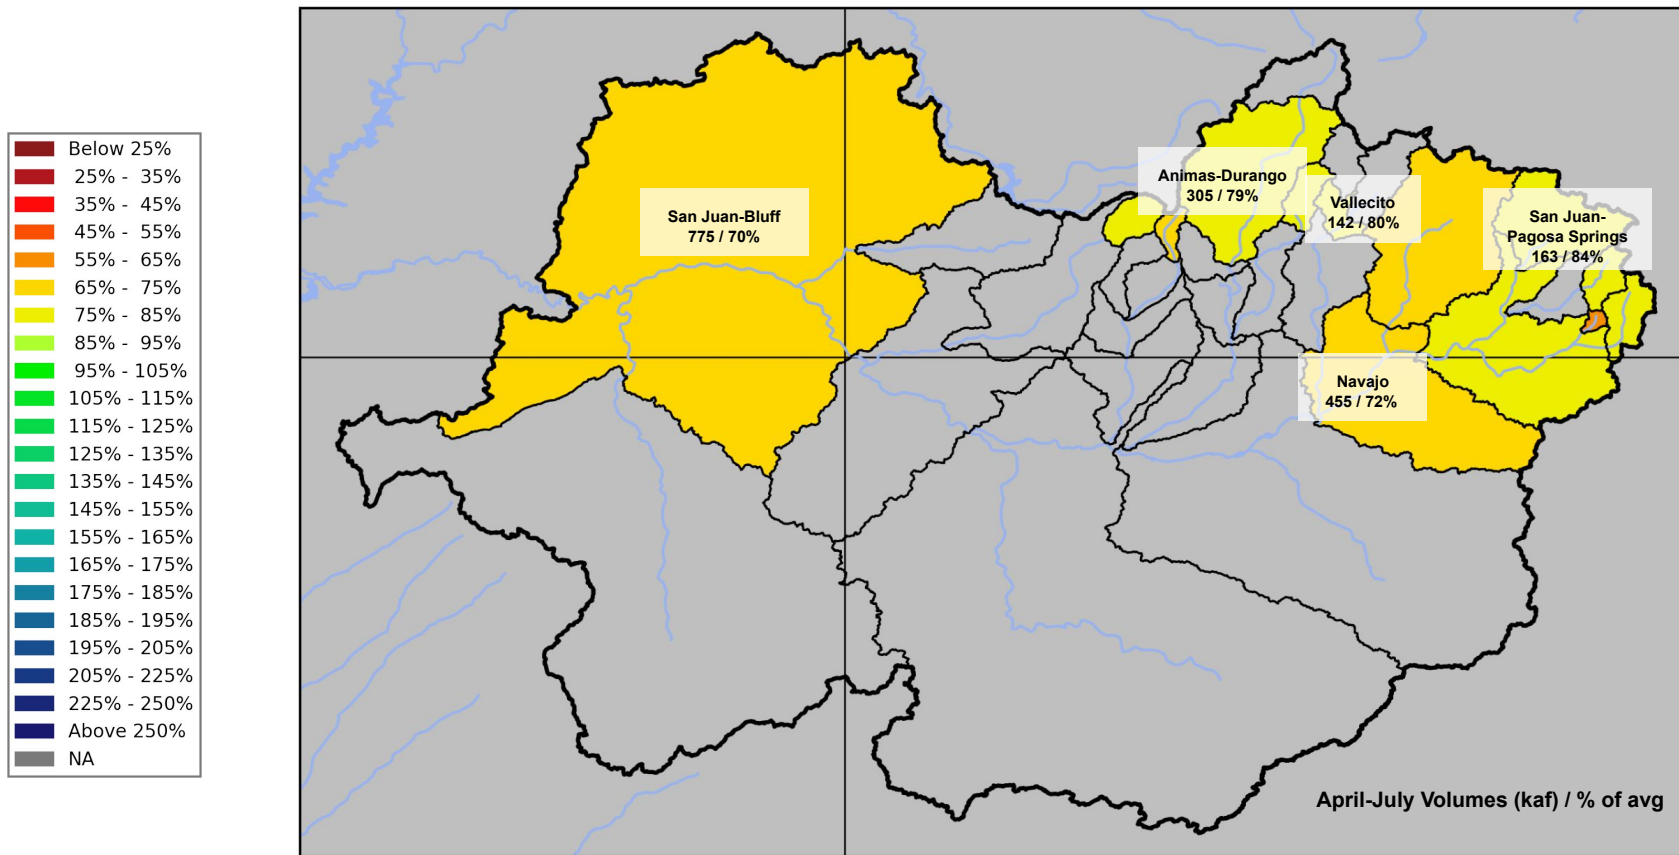 Below 25%
25% - 35%
35% - 45%
45% - 55%
55% - 65%
65% - 75%
75% - 85%
85% - 95%
95% - 105%
105% - 115%
115% - 125%
125% - 135%
135% - 145%
145% - 155%
155% - 165%
165% - 175%
175% - 185%
185% - 195%
195% - 205%
205% - 225%
225% - 250%
Above 250%
NA
San Juan-Bluff
775 / 70%
Animas-Durango
305 / 79%
Vallecito
142 / 80%
San Juan-
Pagosa Springs
163 / 84%
Navajo
455 / 72%
April-July Volumes (kaf) / % of avg